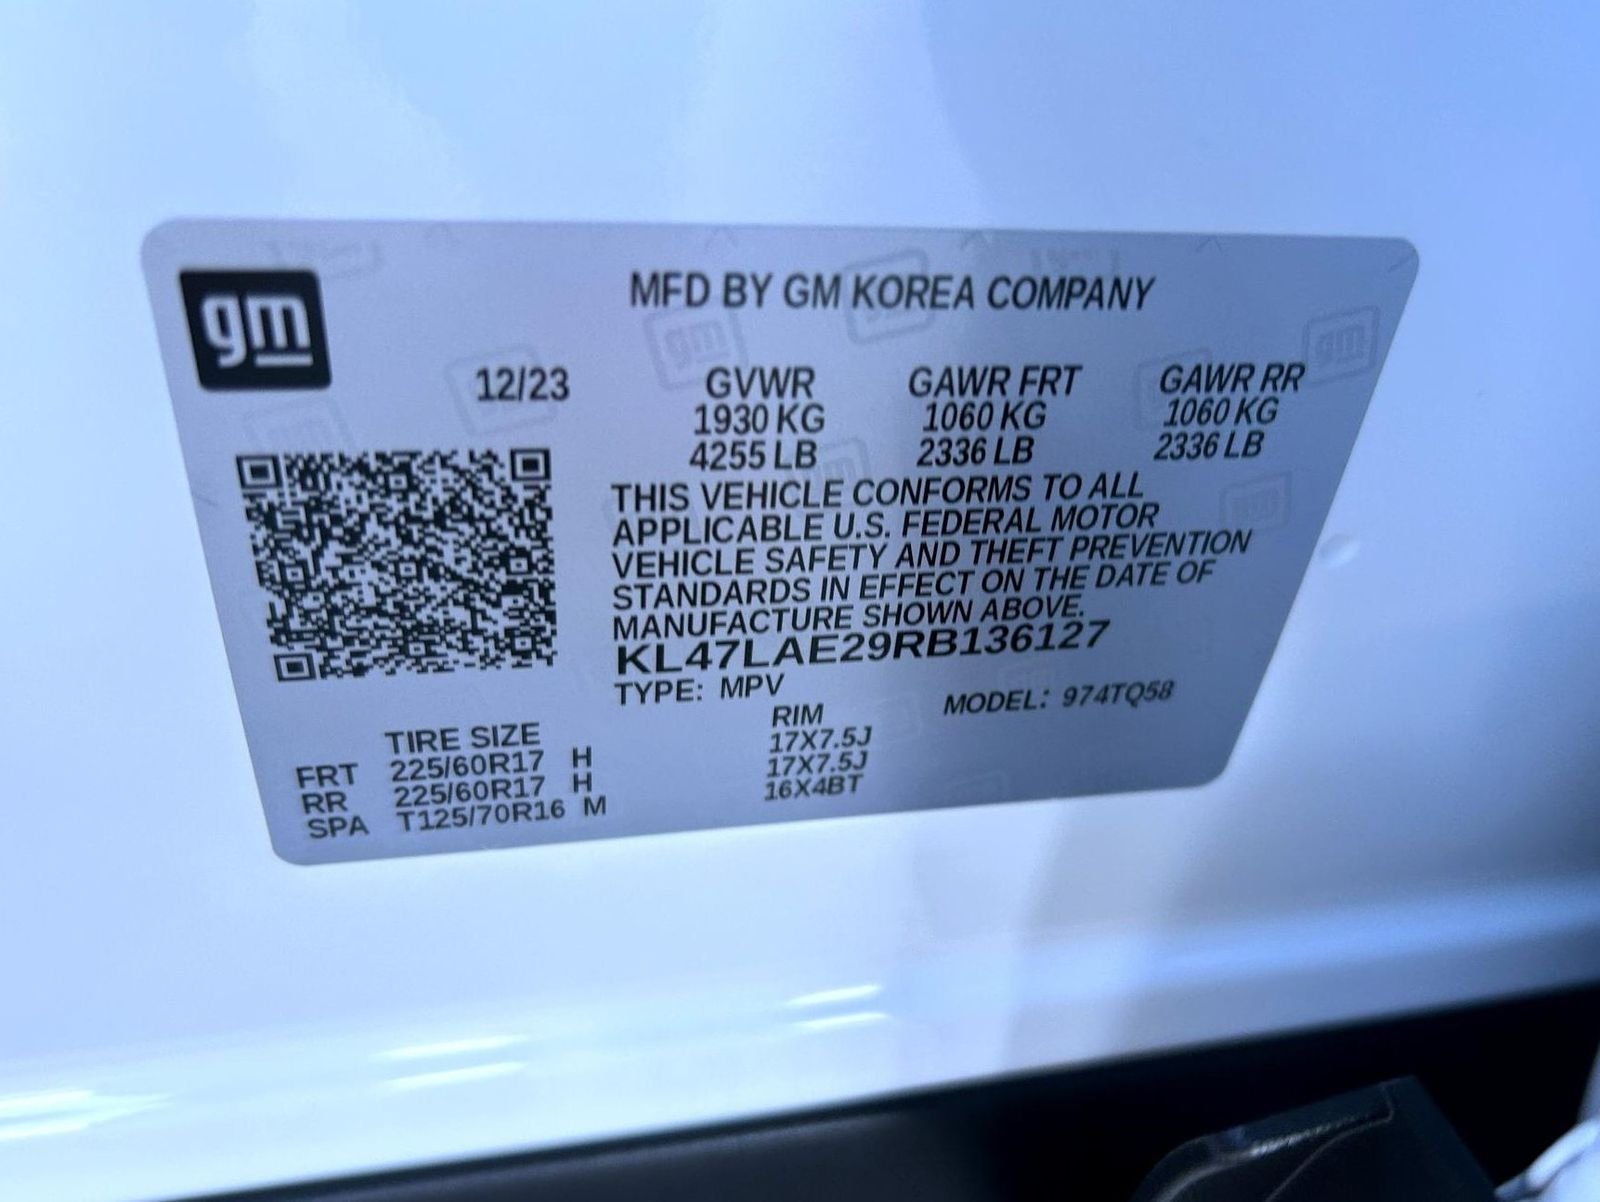 gm
MFD BY GM KOREA COMPANY
12/23 GVWR GAWR FRT GAWR RR
1930 KG 1060 KG 1060 KG
4255 LB 2336 LB 2336 LB
THIS VEHICLE CONFORMS TO ALL
APPLICABLE U.S. FEDERAL MOTOR
VEHICLE SAFETY AND THEFT PREVENTION
STANDARDS IN EFFECT ON THE DATE OF
MANUFACTURE SHOWN ABOVE.
KL47LAE29RB136127
TYPE: MPV MODEL: 974TQ58
TIRE SIZE RIM
FRT 225/60R17 H 17X7.5J
RR 225/60R17 H 17X7.5J
SPA T125/70R16 M 16X4BT